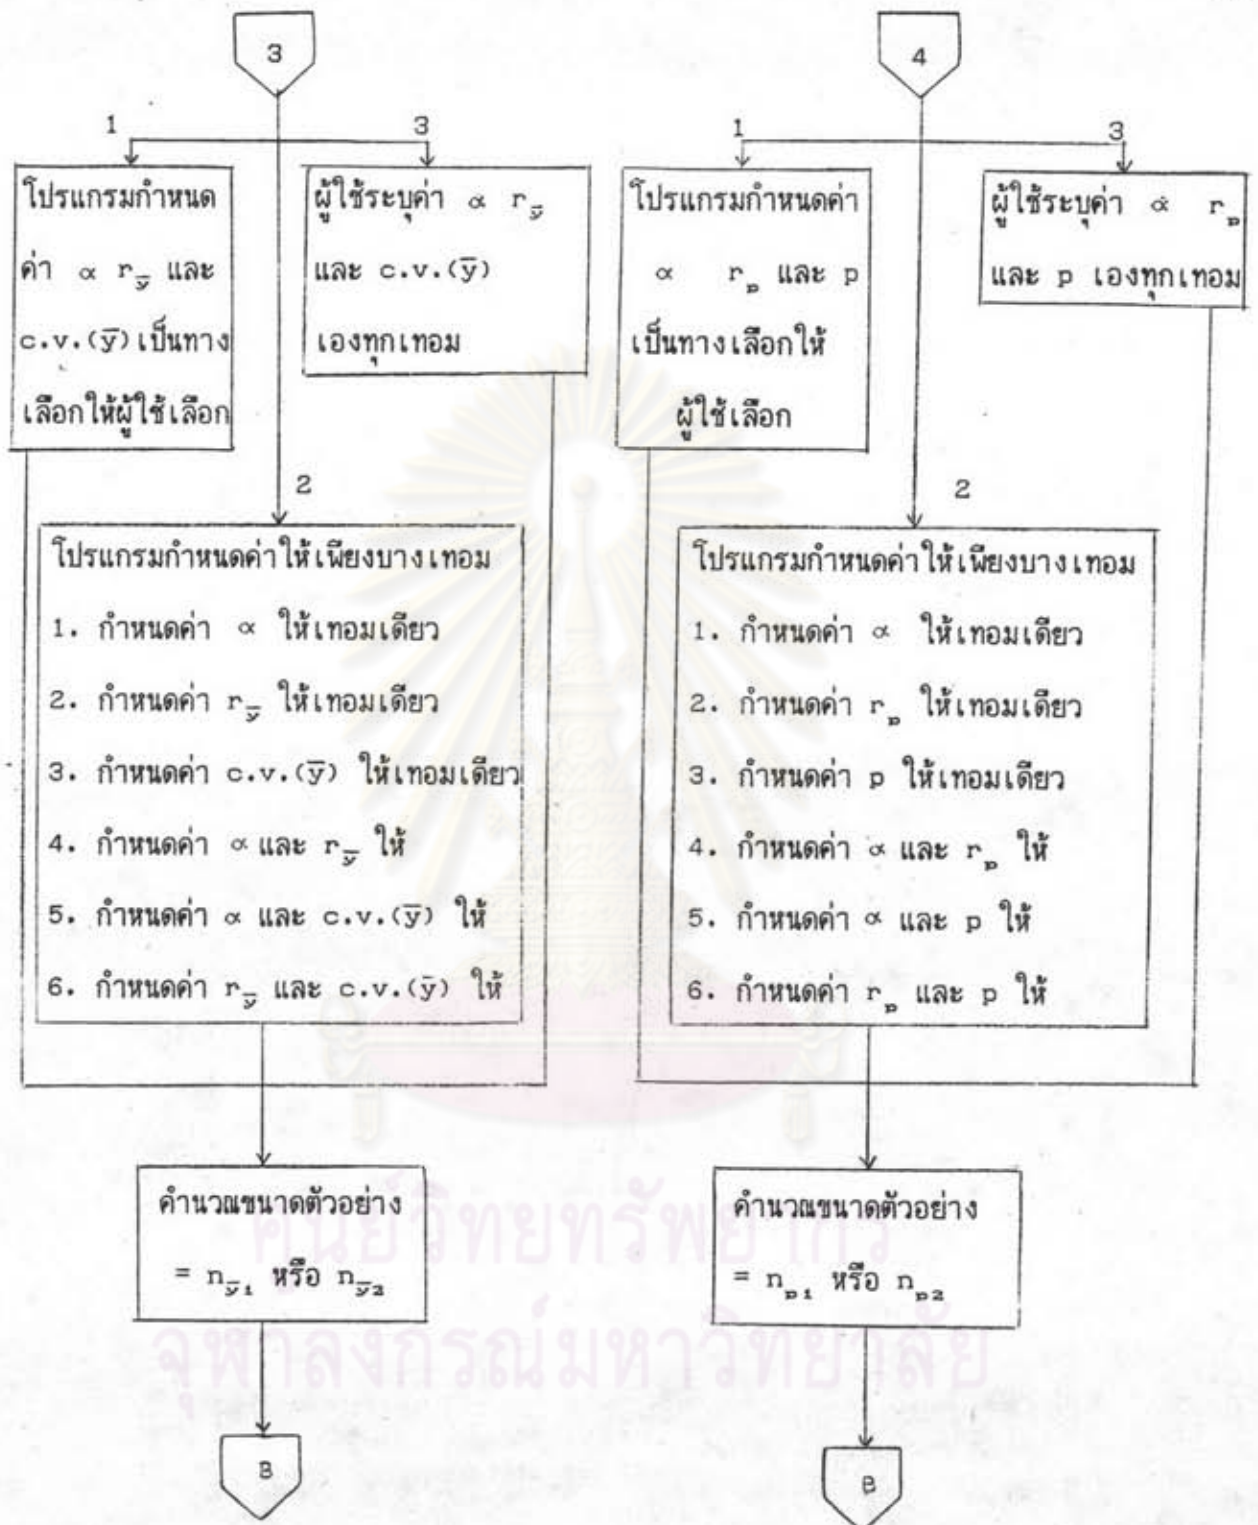 3
1
3
โปรแกรมกำหนด
ค่า α r_ȳ และ
c.v.(ȳ) เป็นทาง
เลือกให้ผู้ใช้เลือก
ผู้ใช้ระบุค่า α r_ȳ
และ c.v.(ȳ)
เองทุกเทอม
2
โปรแกรมกำหนดค่าให้เพียงบางเทอม
1. กำหนดค่า α ให้เทอมเดียว
2. กำหนดค่า r_ȳ ให้เทอมเดียว
3. กำหนดค่า c.v.(ȳ) ให้เทอมเดียว
4. กำหนดค่า α และ r_ȳ ให้
5. กำหนดค่า α และ c.v.(ȳ) ให้
6. กำหนดค่า r_ȳ และ c.v.(ȳ) ให้
คำนวณขนาดตัวอย่าง
= n_ȳ1 หรือ n_ȳ2
B
4
1
3
โปรแกรมกำหนดค่า
α r_p และ p
เป็นทางเลือกให้
ผู้ใช้เลือก
ผู้ใช้ระบุค่า α r_p
และ p เองทุกเทอม
2
โปรแกรมกำหนดค่าให้เพียงบางเทอม
1. กำหนดค่า α ให้เทอมเดียว
2. กำหนดค่า r_p ให้เทอมเดียว
3. กำหนดค่า p ให้เทอมเดียว
4. กำหนดค่า α และ r_p ให้
5. กำหนดค่า α และ p ให้
6. กำหนดค่า r_p และ p ให้
คำนวณขนาดตัวอย่าง
= n_p1 หรือ n_p2
B
ศูนย์วิทยทรัพยากร
จุฬาลงกรณ์มหาวิทยาลัย